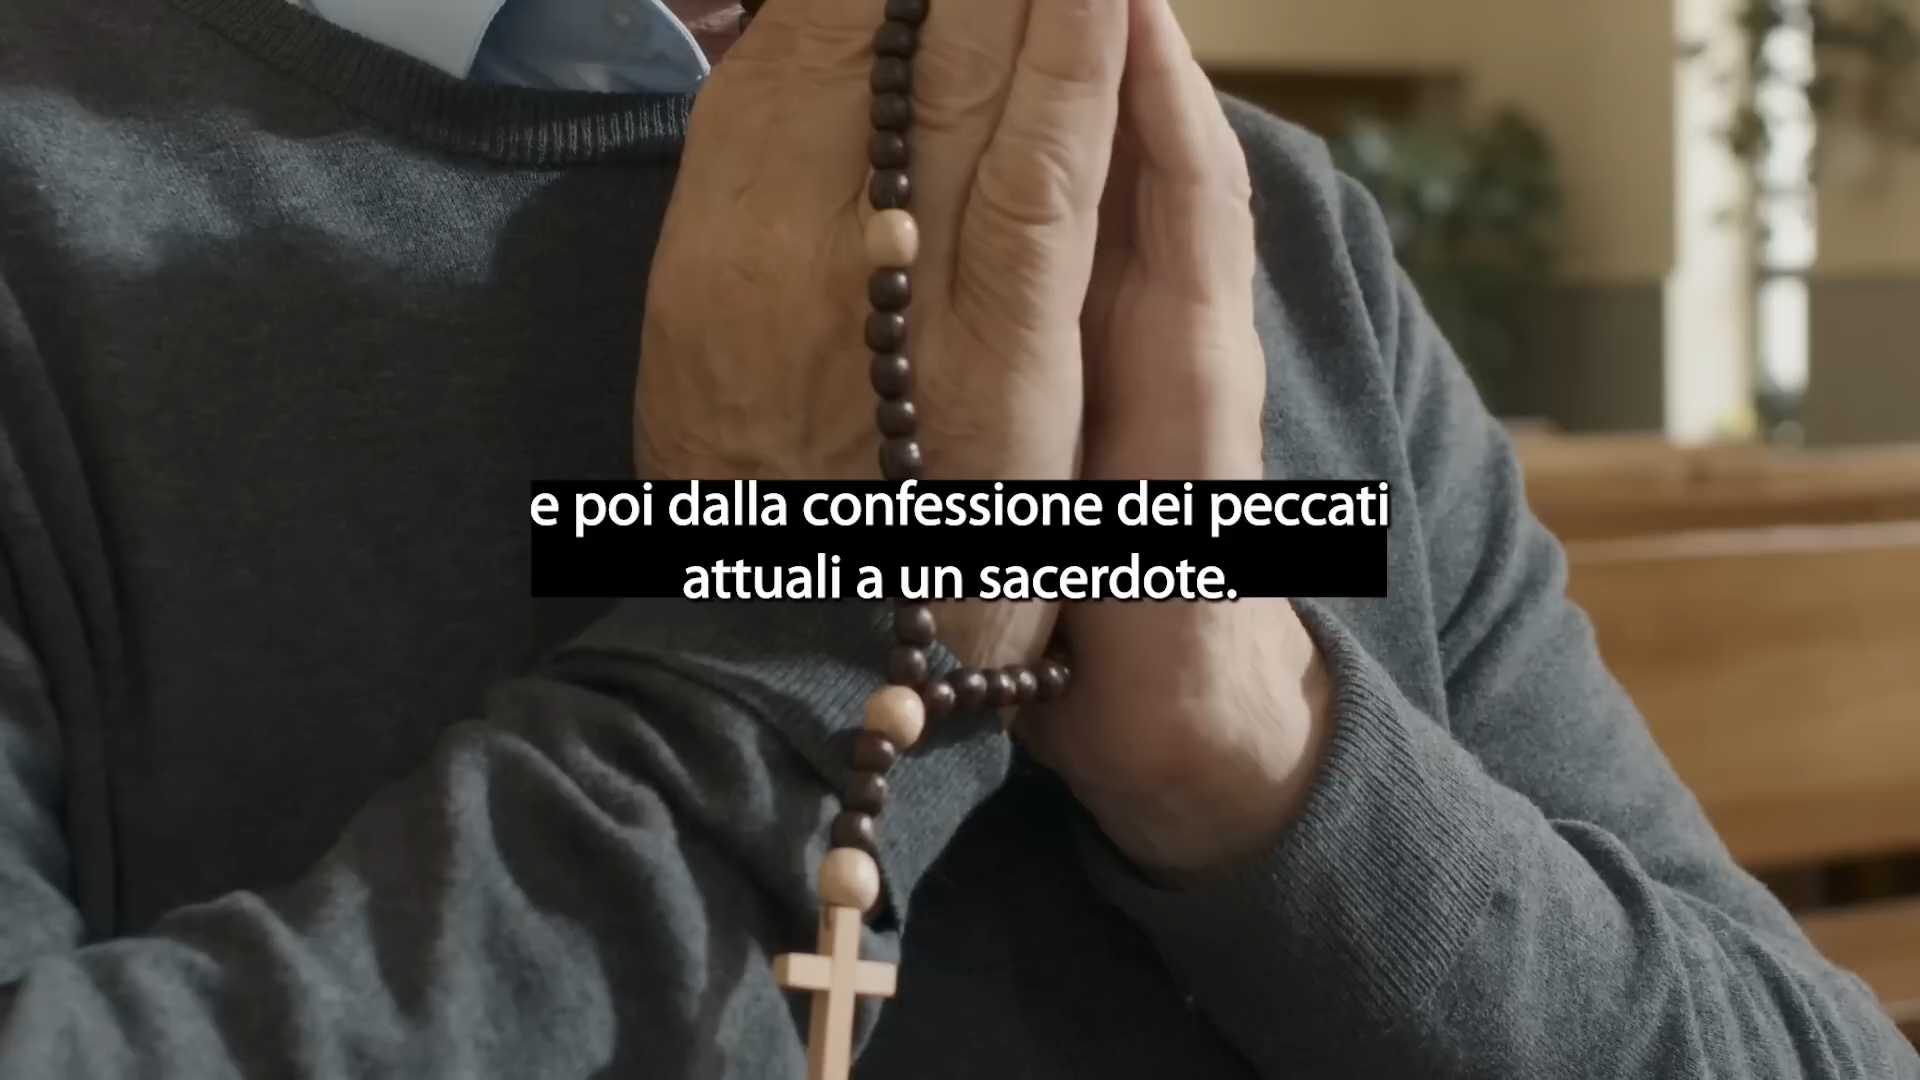 e poi dalla confessione dei peccati
attuali a un sacerdote.